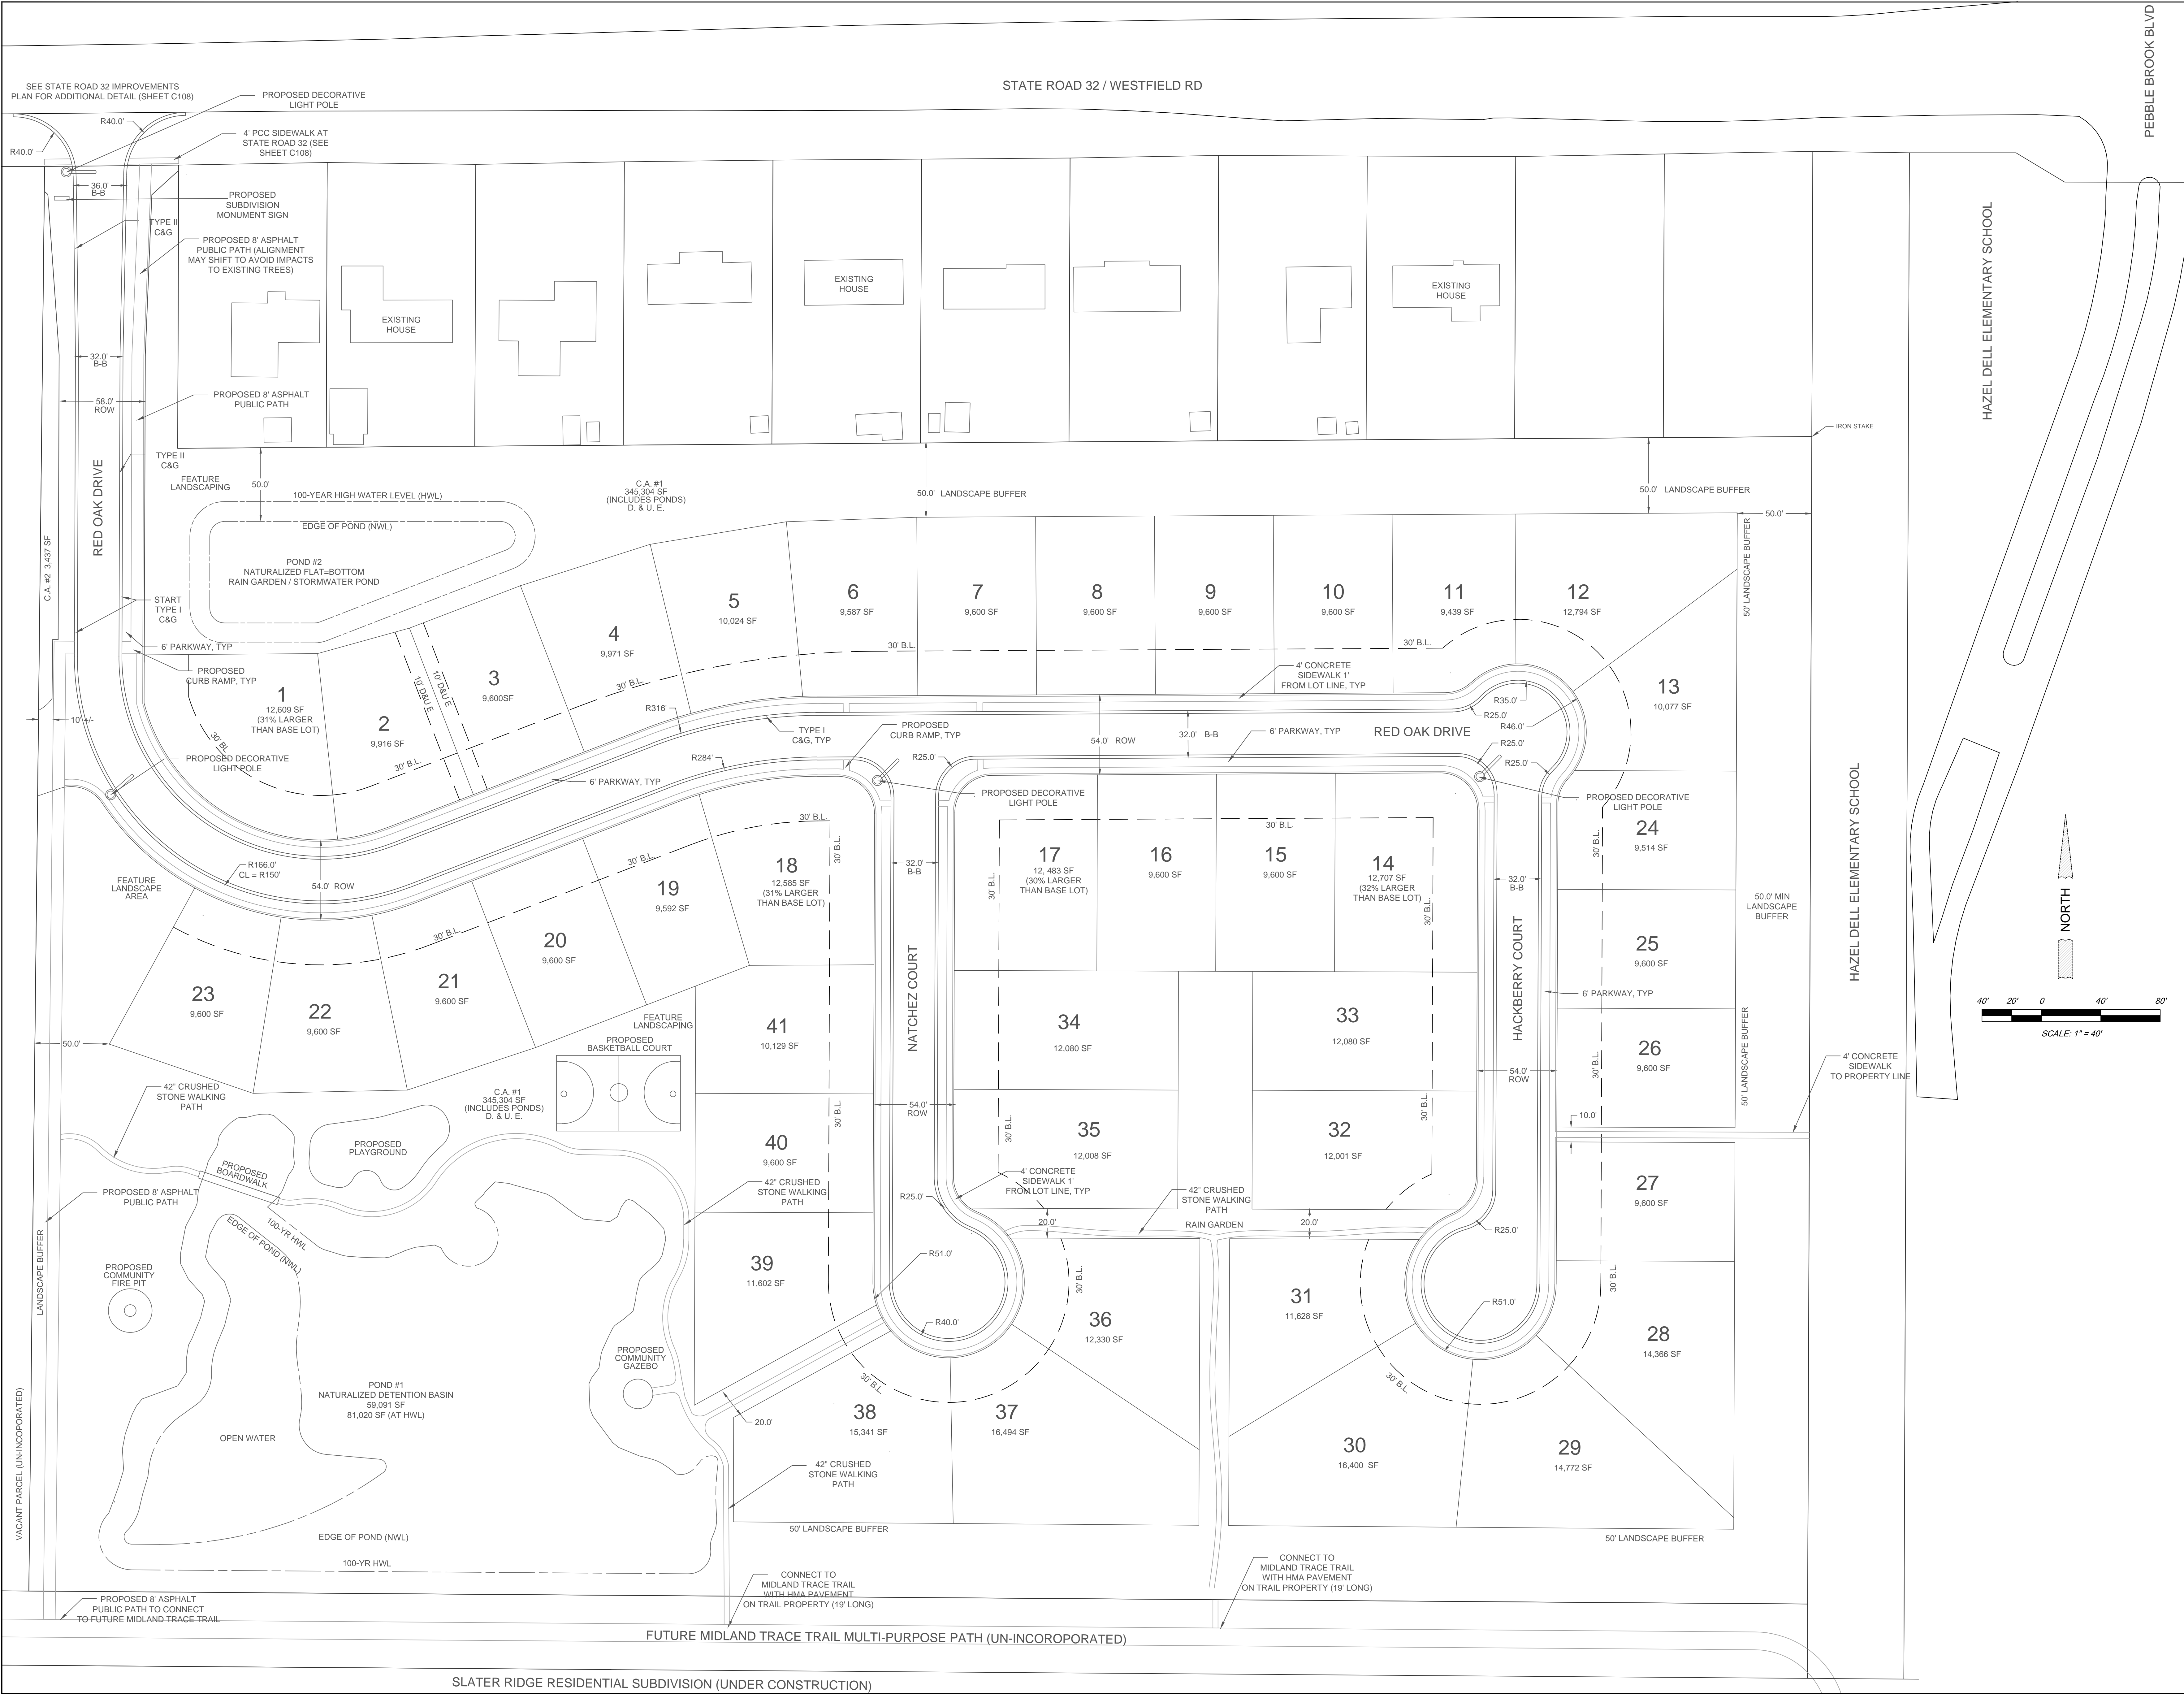 PEBBLE BROOK BLVD
STATE ROAD 32 / WESTFIELD RD
SEE STATE ROAD 32 IMPROVEMENTS
PLAN FOR ADDITIONAL DETAIL (SHEET C108)
PROPOSED DECORATIVE
LIGHT POLE
R40.0'
R40.0'
4' PCC SIDEWALK AT
STATE ROAD 32 (SEE
SHEET C108)
36.0'
B-B
PROPOSED
SUBDIVISION
MONUMENT SIGN
TYPE II
C&G
PROPOSED 8' ASPHALT
PUBLIC PATH (ALIGNMENT
MAY SHIFT TO AVOID IMPACTS
TO EXISTING TREES)
EXISTING
HOUSE
EXISTING
HOUSE
EXISTING
HOUSE
HAZEL DELL ELEMENTARY SCHOOL
32.0'
B-B
58.0'
ROW
PROPOSED 8' ASPHALT
PUBLIC PATH
IRON STAKE
TYPE II
C&G
RED OAK DRIVE
C.A. #2 3,437 SF
FEATURE
LANDSCAPING
50.0'
100-YEAR HIGH WATER LEVEL (HWL)
EDGE OF POND (NWL)
POND #2
NATURALIZED FLAT=BOTTOM
RAIN GARDEN / STORMWATER POND
C.A. #1
345,304 SF
(INCLUDES PONDS)
D. & U. E.
50.0' LANDSCAPE BUFFER
50.0' LANDSCAPE BUFFER
50.0'
50' LANDSCAPE BUFFER
START
TYPE I
C&G
6' PARKWAY, TYP
PROPOSED
CURB RAMP, TYP
10' +/-
1
12,609 SF
(31% LARGER
THAN BASE LOT)
30' BL
2
9,916 SF
30' B.L.
10' D&U E
10' D&U E
3
9,600SF
4
9,971 SF
30' B.L.
5
10,024 SF
6
9,587 SF
30' B.L.
7
9,600 SF
8
9,600 SF
9
9,600 SF
10
9,600 SF
11
9,439 SF
30' B.L.
12
12,794 SF
13
10,077 SF
4' CONCRETE
SIDEWALK 1'
FROM LOT LINE, TYP
R316'
TYPE I
C&G, TYP
PROPOSED
CURB RAMP, TYP
R284'
R25.0'
54.0' ROW
32.0' B-B
6' PARKWAY, TYP
RED OAK DRIVE
R35.0'
R25.0'
R46.0'
R25.0'
R25.0'
PROPOSED DECORATIVE
LIGHT POLE
6' PARKWAY, TYP
PROPOSED DECORATIVE
LIGHT POLE
PROPOSED DECORATIVE
LIGHT POLE
R166.0'
CL = R150'
54.0' ROW
FEATURE
LANDSCAPE
AREA
30' B.L.
30' B.L.
30' B.L.
30' B.L.
18
12,585 SF
(31% LARGER
THAN BASE LOT)
19
9,592 SF
20
9,600 SF
21
9,600 SF
22
9,600 SF
23
9,600 SF
32.0'
B-B
30' B.L.
30' B.L.
17
12, 483 SF
(30% LARGER
THAN BASE LOT)
16
9,600 SF
15
9,600 SF
14
12,707 SF
(32% LARGER
THAN BASE LOT)
30' B.L.
32.0'
B-B
30' B.L.
24
9,514 SF
25
9,600 SF
50.0' MIN
LANDSCAPE
BUFFER
HAZEL DELL ELEMENTARY SCHOOL
NORTH
40' 20' 0 40' 80'
SCALE: 1" = 40'
NATCHEZ COURT
HACKBERRY COURT
6' PARKWAY, TYP
26
9,600 SF
30' B.L.
50' LANDSCAPE BUFFER
54.0'
ROW
10.0'
4' CONCRETE
SIDEWALK
TO PROPERTY LINE
50.0'
FEATURE
LANDSCAPING
PROPOSED
BASKETBALL COURT
41
10,129 SF
34
12,080 SF
33
12,080 SF
42" CRUSHED
STONE WALKING
PATH
C.A. #1
345,304 SF
(INCLUDES PONDS)
D. & U. E.
PROPOSED
PLAYGROUND
PROPOSED
BOARDWALK
40
9,600 SF
30' B.L.
54.0'
ROW
30' B.L.
35
12,008 SF
32
12,001 SF
30' B.L.
4' CONCRETE
SIDEWALK 1'
FROM LOT LINE, TYP
27
9,600 SF
PROPOSED 8' ASPHALT
PUBLIC PATH
42" CRUSHED
STONE WALKING
PATH
R25.0'
42" CRUSHED
STONE WALKING
PATH
20.0'
RAIN GARDEN
20.0'
R25.0'
EDGE OF POND (NWL)
100-YR HWL
LANDSCAPE BUFFER
PROPOSED
COMMUNITY
FIRE PIT
39
11,602 SF
R51.0'
R40.0'
30' B.L.
36
12,330 SF
31
11,628 SF
R51.0'
30' B.L.
28
14,366 SF
PROPOSED
COMMUNITY
GAZEBO
POND #1
NATURALIZED DETENTION BASIN
59,091 SF
81,020 SF (AT HWL)
OPEN WATER
VACANT PARCEL (UN-INCOPORATED)
20.0'
30' B.L.
38
15,341 SF
37
16,494 SF
30' B.L.
30
16,400 SF
29
14,772 SF
42" CRUSHED
STONE WALKING
PATH
EDGE OF POND (NWL)
100-YR HWL
50' LANDSCAPE BUFFER
50' LANDSCAPE BUFFER
CONNECT TO
MIDLAND TRACE TRAIL
WITH HMA PAVEMENT
ON TRAIL PROPERTY (19' LONG)
CONNECT TO
MIDLAND TRACE TRAIL
WITH HMA PAVEMENT
ON TRAIL PROPERTY (19' LONG)
PROPOSED 8' ASPHALT
PUBLIC PATH TO CONNECT
TO FUTURE MIDLAND TRACE TRAIL
FUTURE MIDLAND TRACE TRAIL MULTI-PURPOSE PATH (UN-INCOROPORATED)
SLATER RIDGE RESIDENTIAL SUBDIVISION (UNDER CONSTRUCTION)